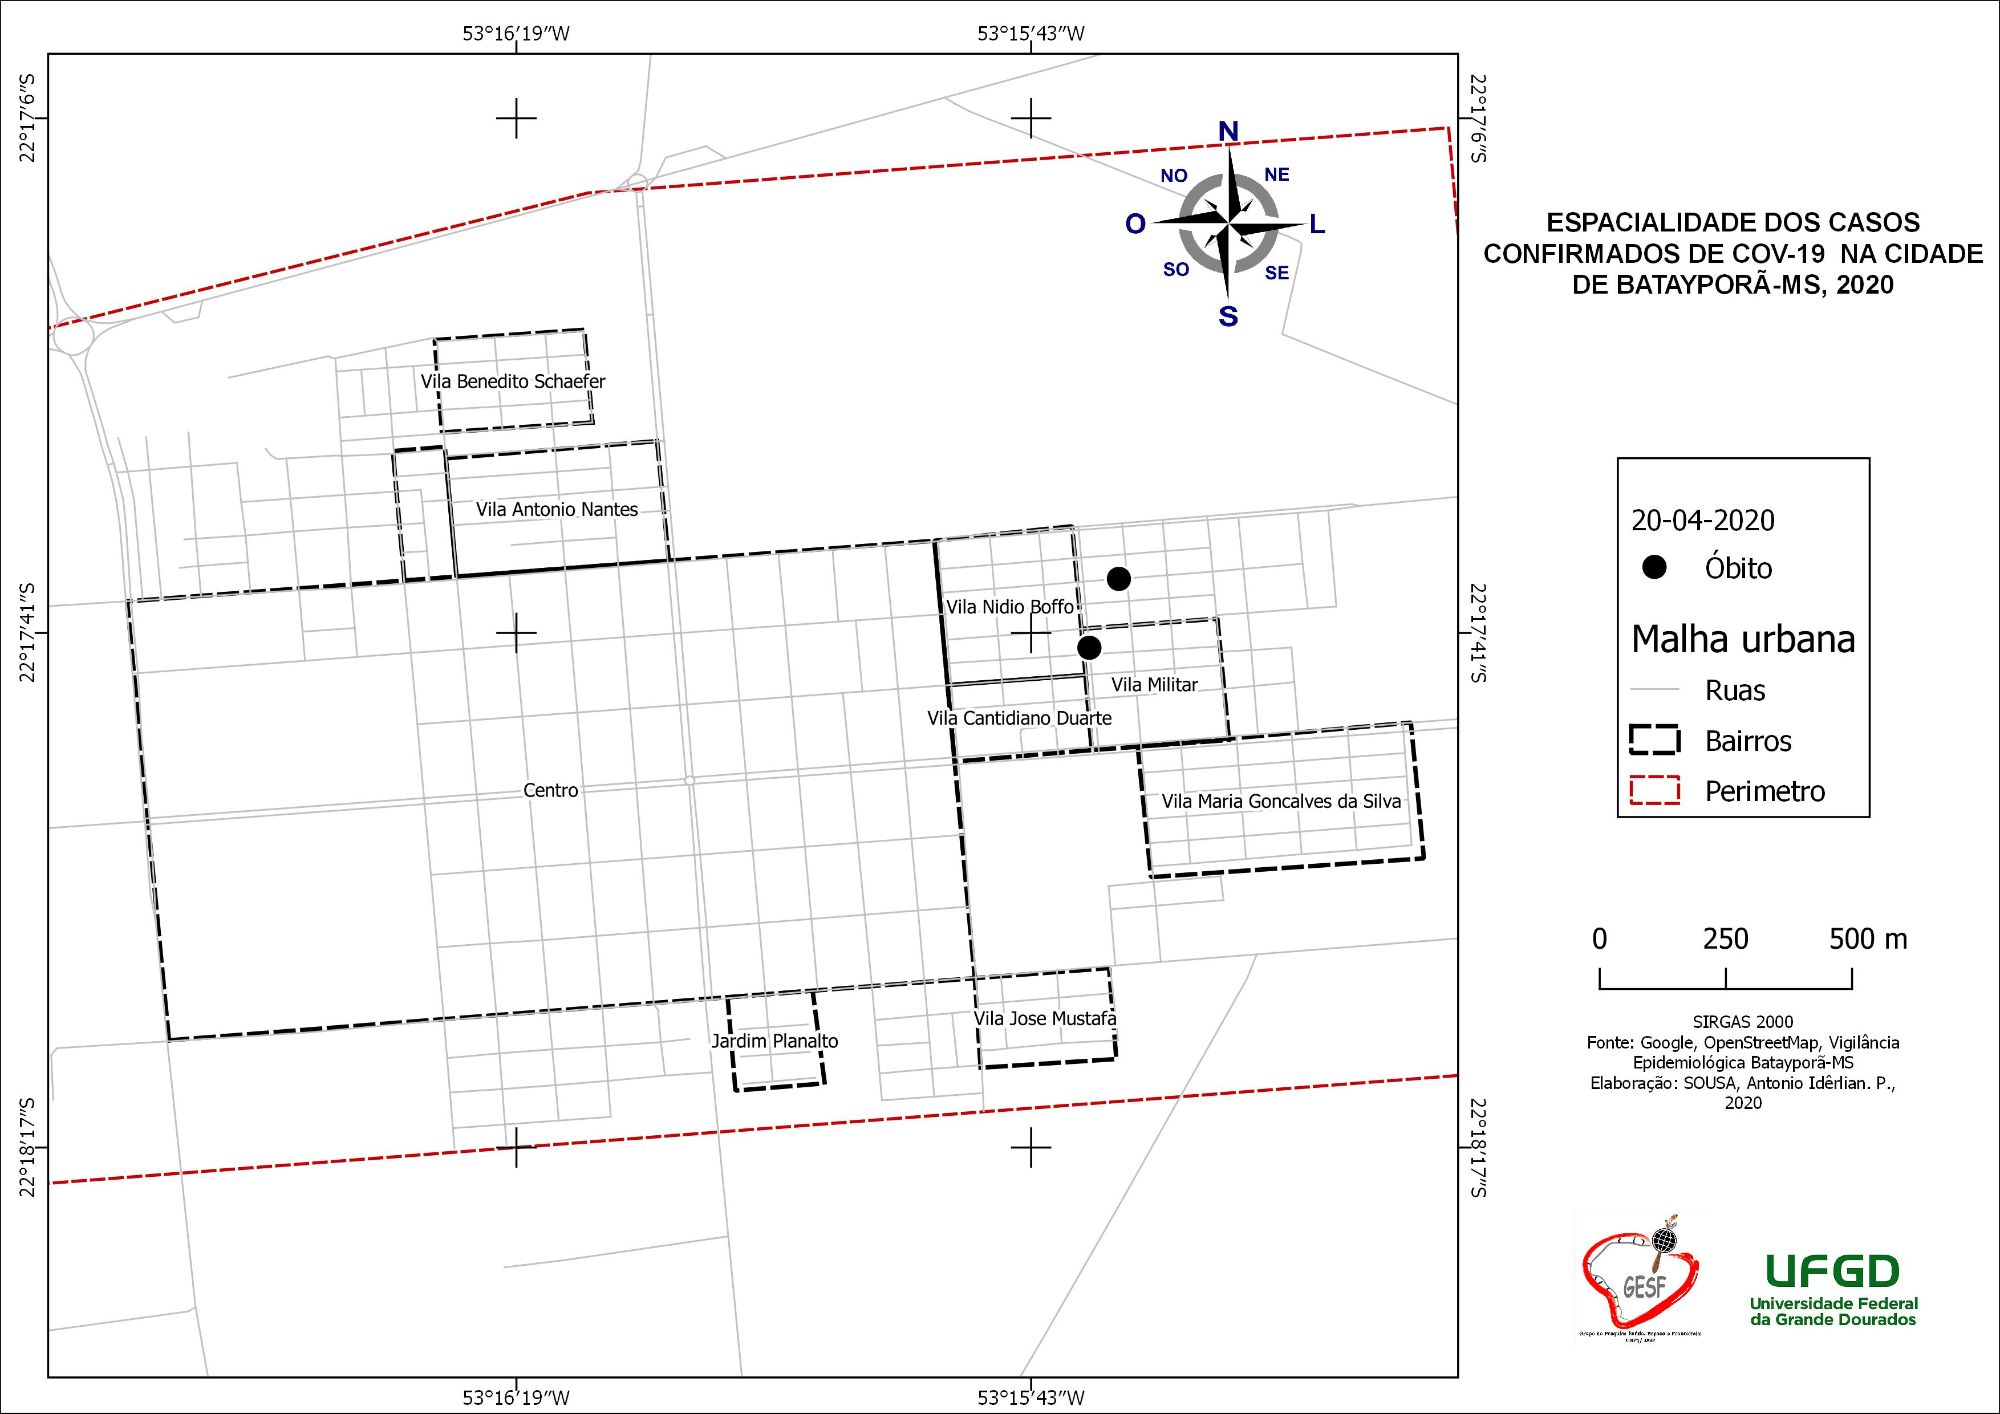 53°16'19"W
53°15'43"W
22°17'6"S
22°17'6"S
N
NO
NE
O
L
SO
SE
S
ESPACIALIDADE DOS CASOS
CONFIRMADOS DE COV-19 NA CIDADE
DE BATAYPORÃ-MS, 2020
Vila Benedito Schaefer
Vila Antonio Nantes
22°17'41"S
22°17'41"S
Vila Nidio Boffo
Vila Militar
Vila Cantidiano Duarte
Centro
Vila Maria Goncalves da Silva
Vila Jose Mustafa
Jardim Planalto
20-04-2020
Óbito
Malha urbana
Ruas
Bairros
Perimetro
0 250 500 m
SIRGAS 2000
Fonte: Google, OpenStreetMap, Vigilância
Epidemiológica Batayporã-MS
Elaboração: SOUSA, Antonio Idêrlian. P.,
2020
22°18'17"S
22°18'17"S
GESF
UFGD
Universidade Federal
da Grande Dourados
53°16'19"W
53°15'43"W